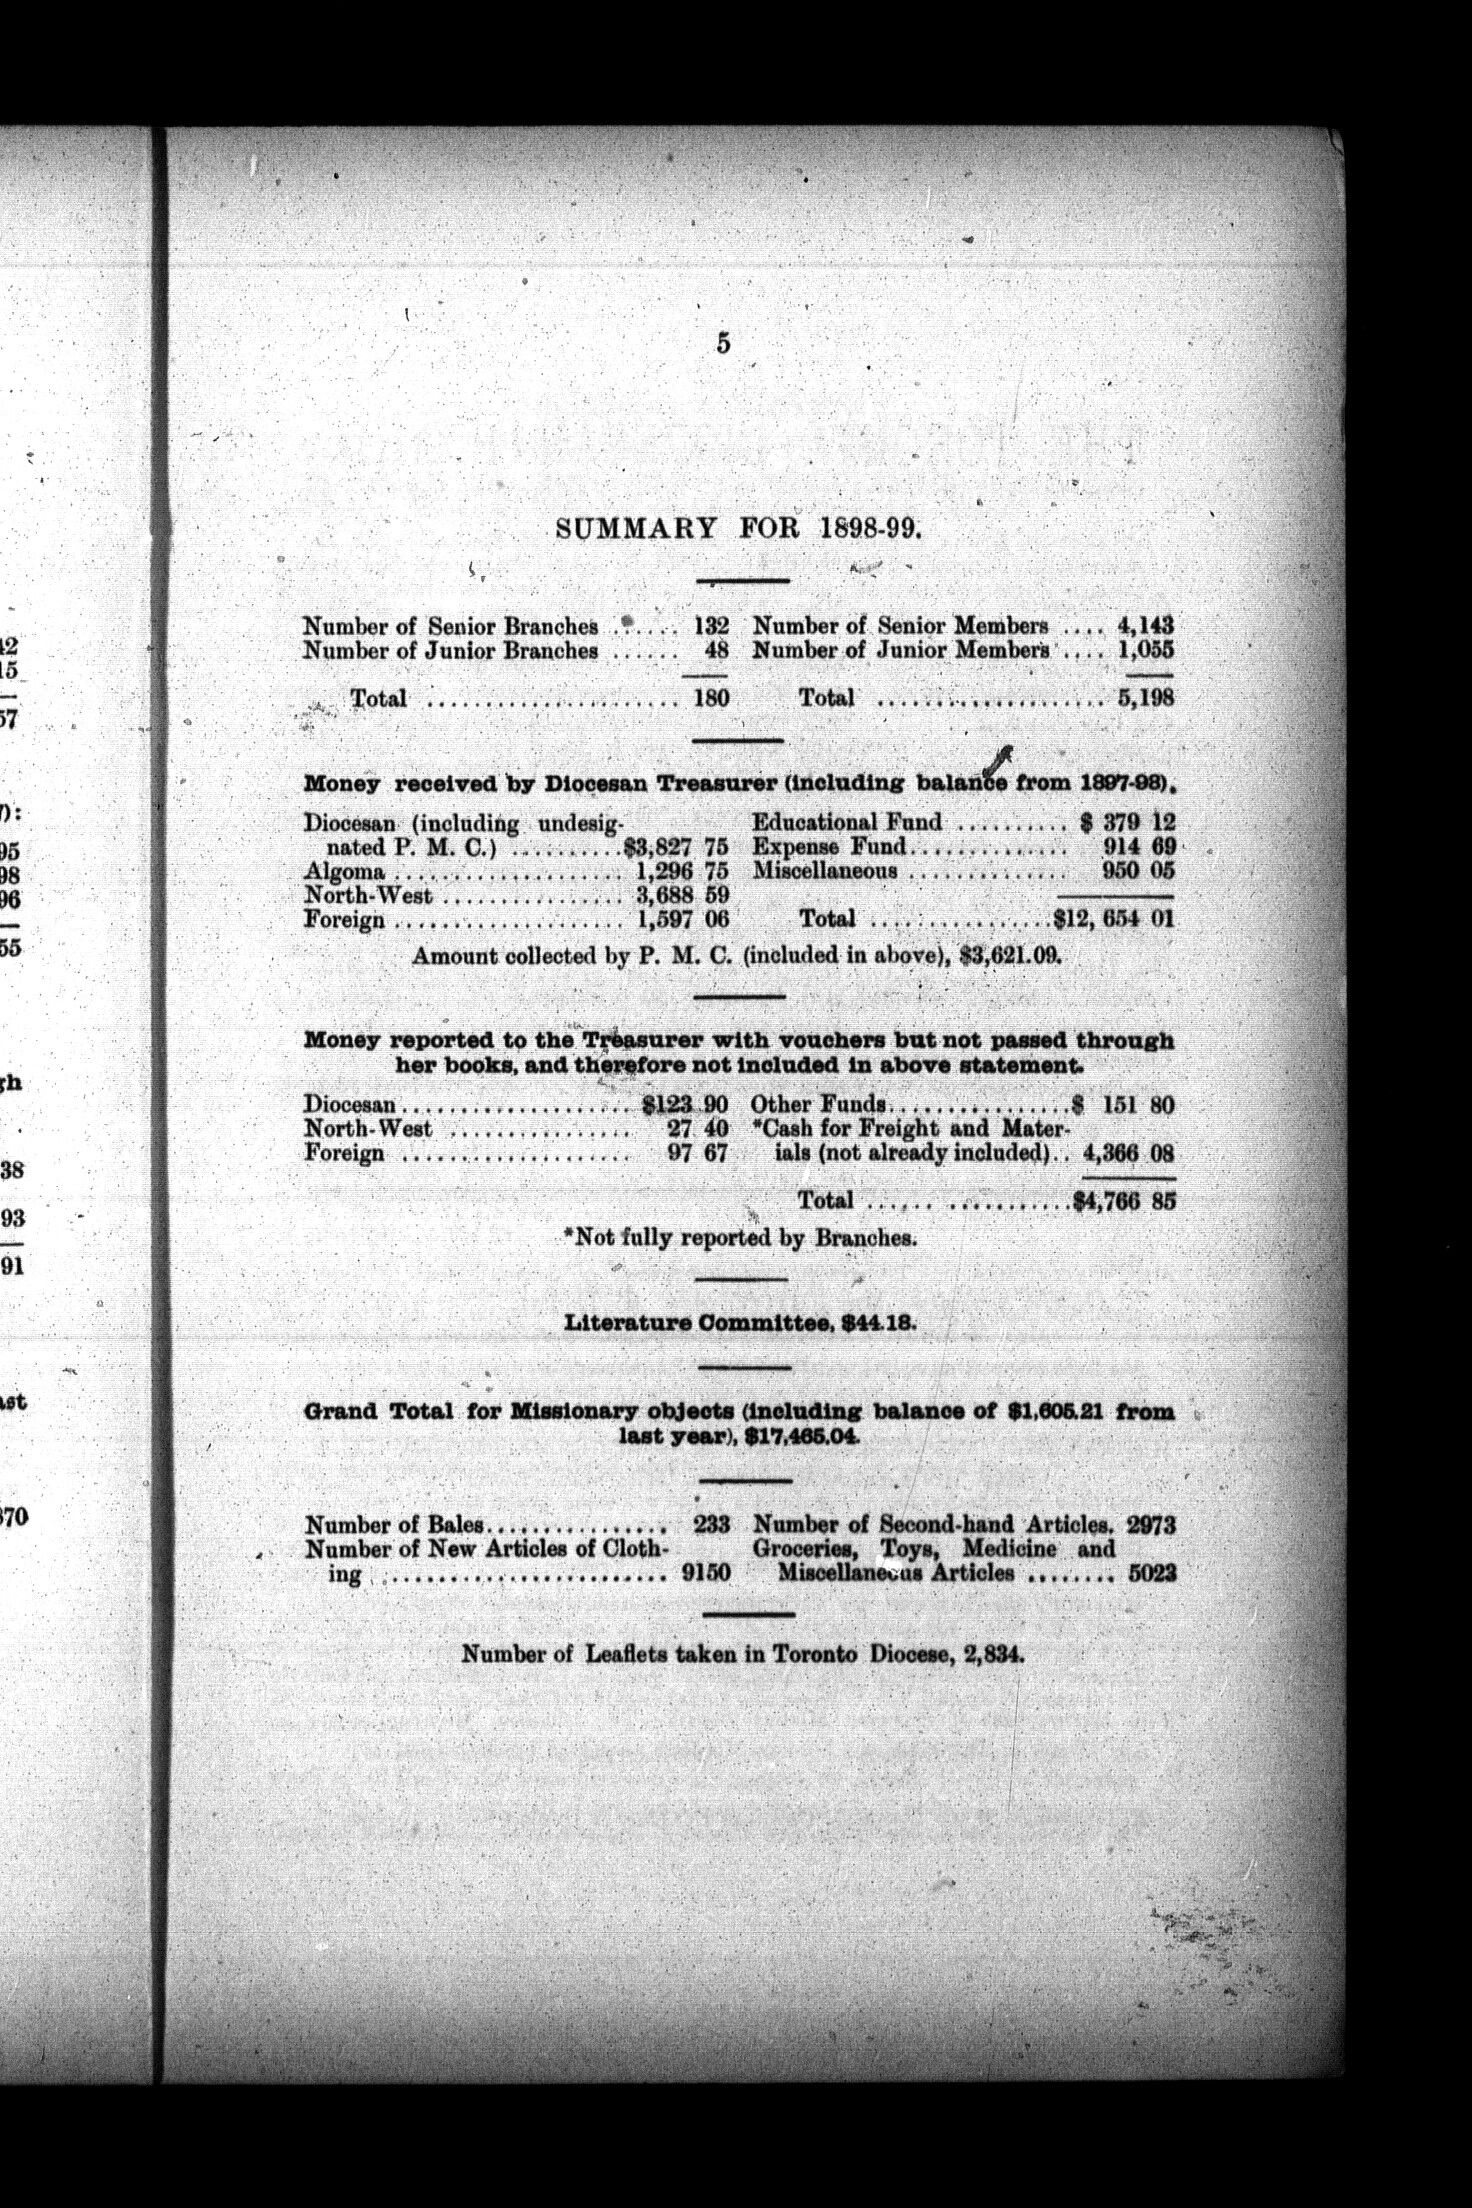 5
SUMMARY FOR 1898-99.
Number of Senior Branches ...... 132 Number of Senior Members .... 4,143
Number of Junior Branches ...... 48 Number of Junior Members .... 1,055
Total ...................... 180 Total .................... 5,198
Money received by Diocesan Treasurer (including balance from 1897-98).
Diocesan (including undesig- Educational Fund .......... $ 379 12
nated P. M. C.) ..........$3,827 75 Expense Fund.............. 914 69
Algoma .................... 1,296 75 Miscellaneous .............. 950 05
North-West ................ 3,688 59
Foreign .................... 1,597 06 Total ................$12, 654 01
Amount collected by P. M. C. (included in above), $3,621.09.
Money reported to the Treasurer with vouchers but not passed through
her books, and therefore not included in above statement.
Diocesan.................... $123 90 Other Funds................$ 151 80
North-West ................ 27 40 *Cash for Freight and Mater-
Foreign .................... 97 67 ials (not already included).. 4,366 08
Total ...... ...........$4,766 85
*Not fully reported by Branches.
Literature Committee, $44.18.
Grand Total for Missionary objects (including balance of $1,605.21 from
last year), $17,465.04.
Number of Bales................ 233 Number of Second-hand Articles. 2973
Number of New Articles of Cloth- Groceries, Toys, Medicine and
ing ........................ 9150 Miscellaneous Articles ........ 5023
Number of Leaflets taken in Toronto Diocese, 2,834.